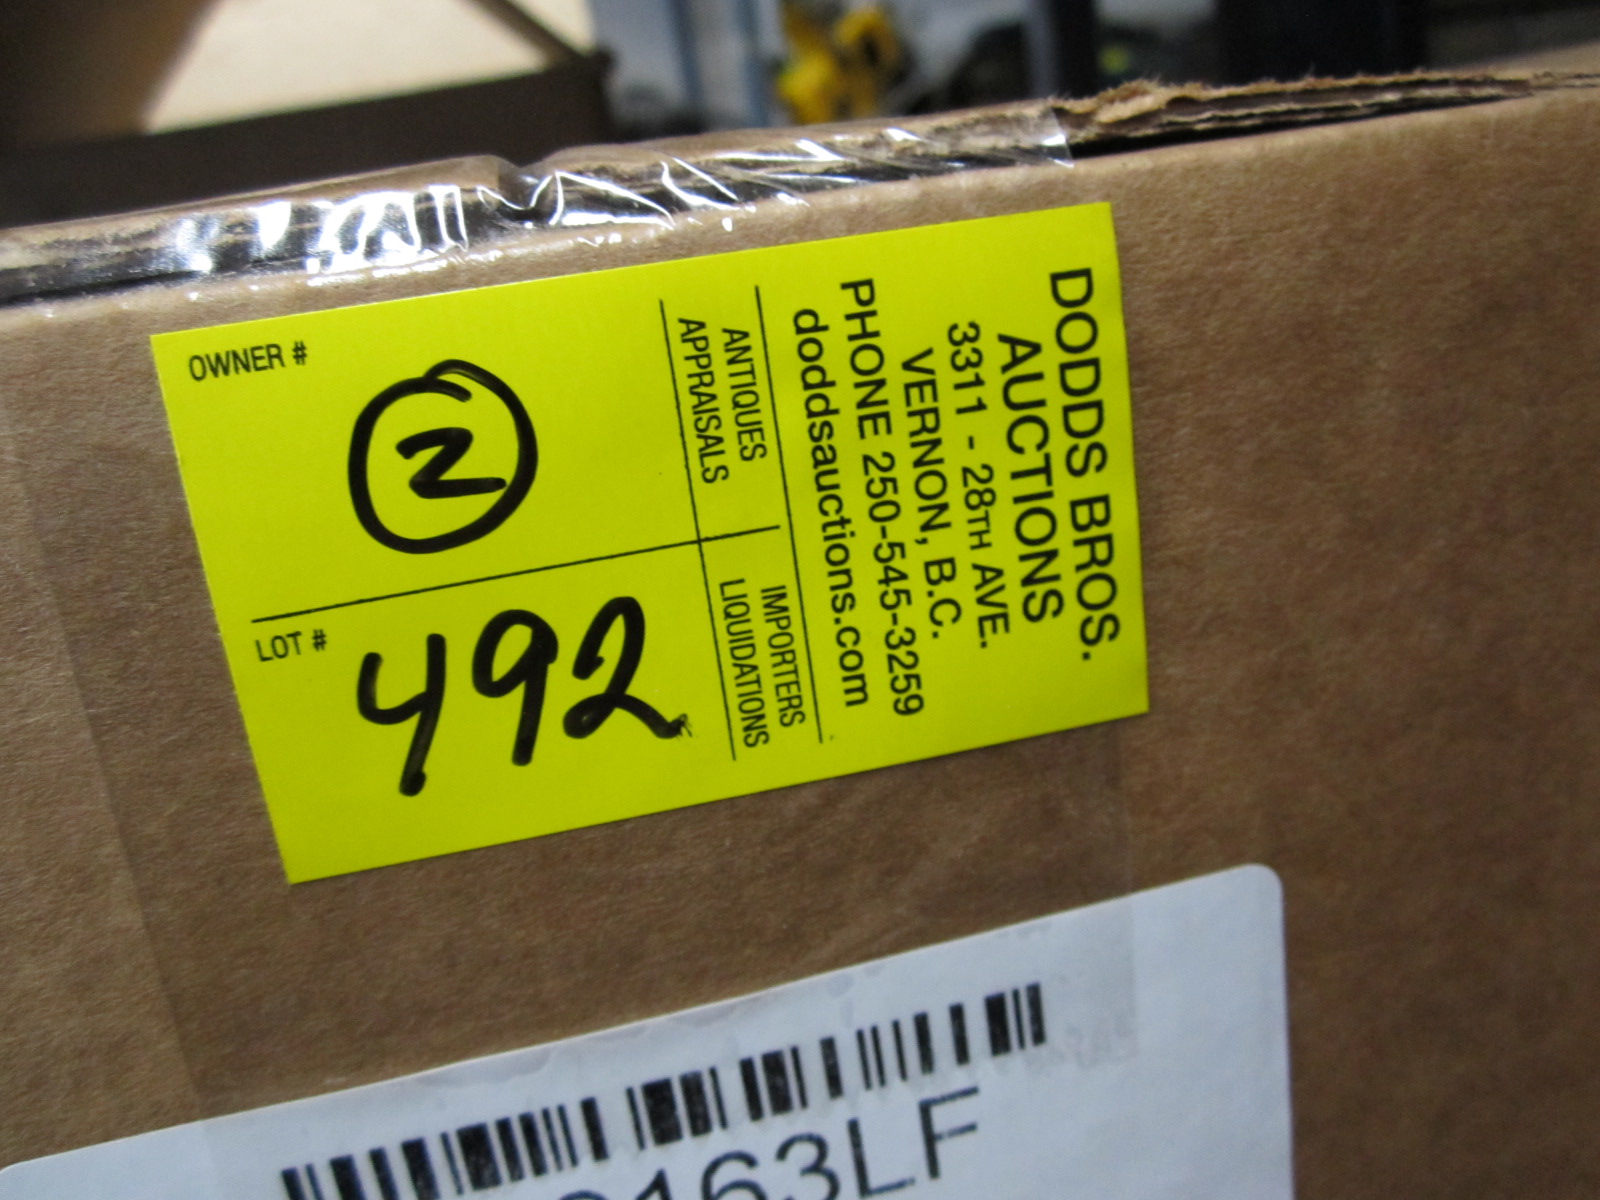 DODDS BROS.
AUCTIONS
3311 - 28TH AVE.
VERNON, B.C.
PHONE 250-545-3259
doddsauctions.com
ANTIQUES
APPRAISALS
IMPORTERS
LIQUIDATIONS
OWNER #
N
LOT #
492
163LF